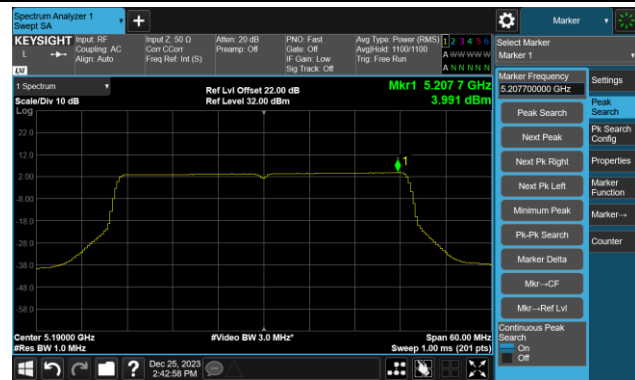 Spectrum Analyzer 1
Swept SA
+
Marker
KEYSIGHT
L
LXI
Input: RF
Coupling: AC
Align: Auto
Input Z: 50 Ω
Corr CCorr
Freq Ref: Int (S)
Atten: 20 dB
Preamp: Off
PNO: Fast
Gate: Off
IF Gain: Low
Sig Track: Off
Avg Type: Power (RMS)
Avg|Hold: 1100/1100
Trig: Free Run
1 2 3 4 5 6
A W W W W W
A N N N N N
Select Marker
Marker 1
1 Spectrum
Scale/Div 10 dB
Log
Ref Lvl Offset 22.00 dB
Ref Level 32.00 dBm
Mkr1 5.207 7 GHz
3.991 dBm
22.0
12.0
2.00
-8.00
-18.0
-28.0
-38.0
-48.0
-58.0
1
Center 5.19000 GHz
#Res BW 1.0 MHz
#Video BW 3.0 MHz*
Span 60.00 MHz
Sweep 1.00 ms (201 pts)
Marker Frequency
5.207700000 GHz
Peak Search
Next Peak
Next Pk Right
Next Pk Left
Minimum Peak
Pk-Pk Search
Marker Delta
Mkr→CF
Mkr→Ref Lvl
Continuous Peak
Search
On
Off
Settings
Peak
Search
Pk Search
Config
Properties
Marker
Function
Marker→
Counter
?
Dec 25, 2023
2:42:58 PM